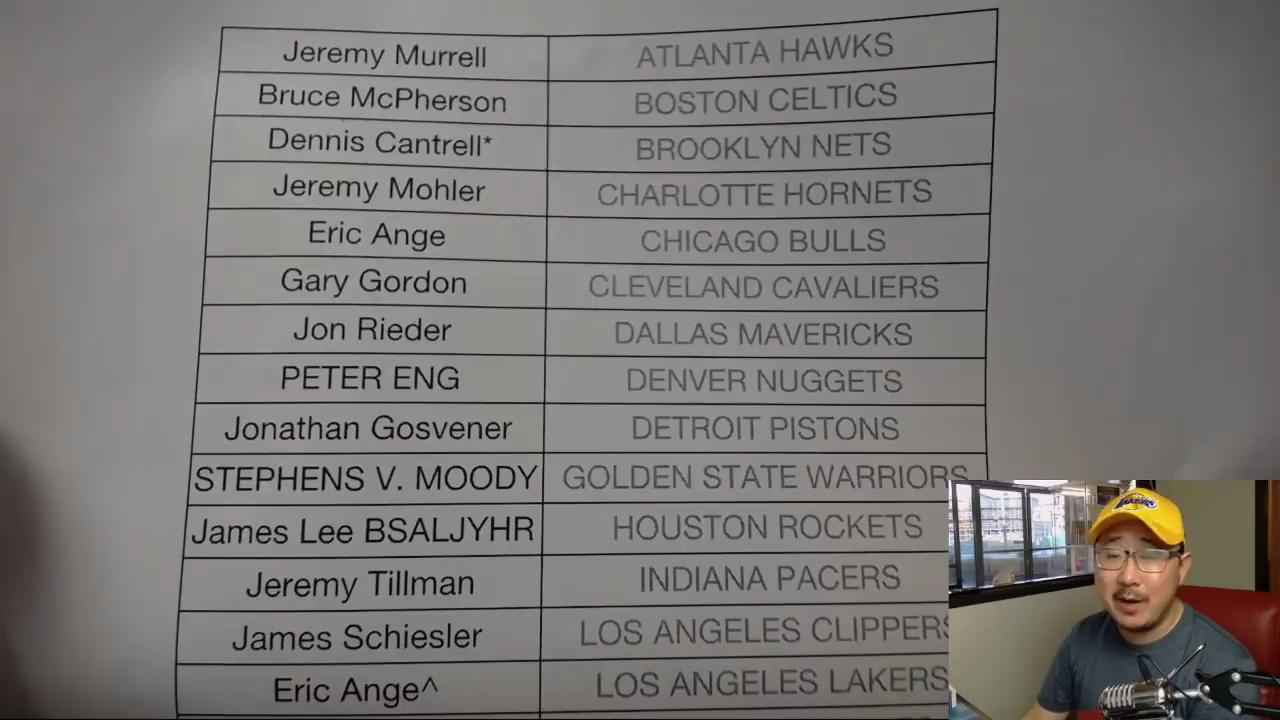 Jeremy Murrell ATLANTA HAWKS
Bruce McPherson BOSTON CELTICS
Dennis Cantrell* BROOKLYN NETS
Jeremy Mohler CHARLOTTE HORNETS
Eric Ange CHICAGO BULLS
Gary Gordon CLEVELAND CAVALIERS
Jon Rieder DALLAS MAVERICKS
PETER ENG DENVER NUGGETS
Jonathan Gosvener DETROIT PISTONS
STEPHENS V. MOODY GOLDEN STATE WARRIORS
James Lee BSALJYHR HOUSTON ROCKETS
Jeremy Tillman INDIANA PACERS
James Schiesler LOS ANGELES CLIPPERS
Eric Ange^ LOS ANGELES LAKERS
LAKERS